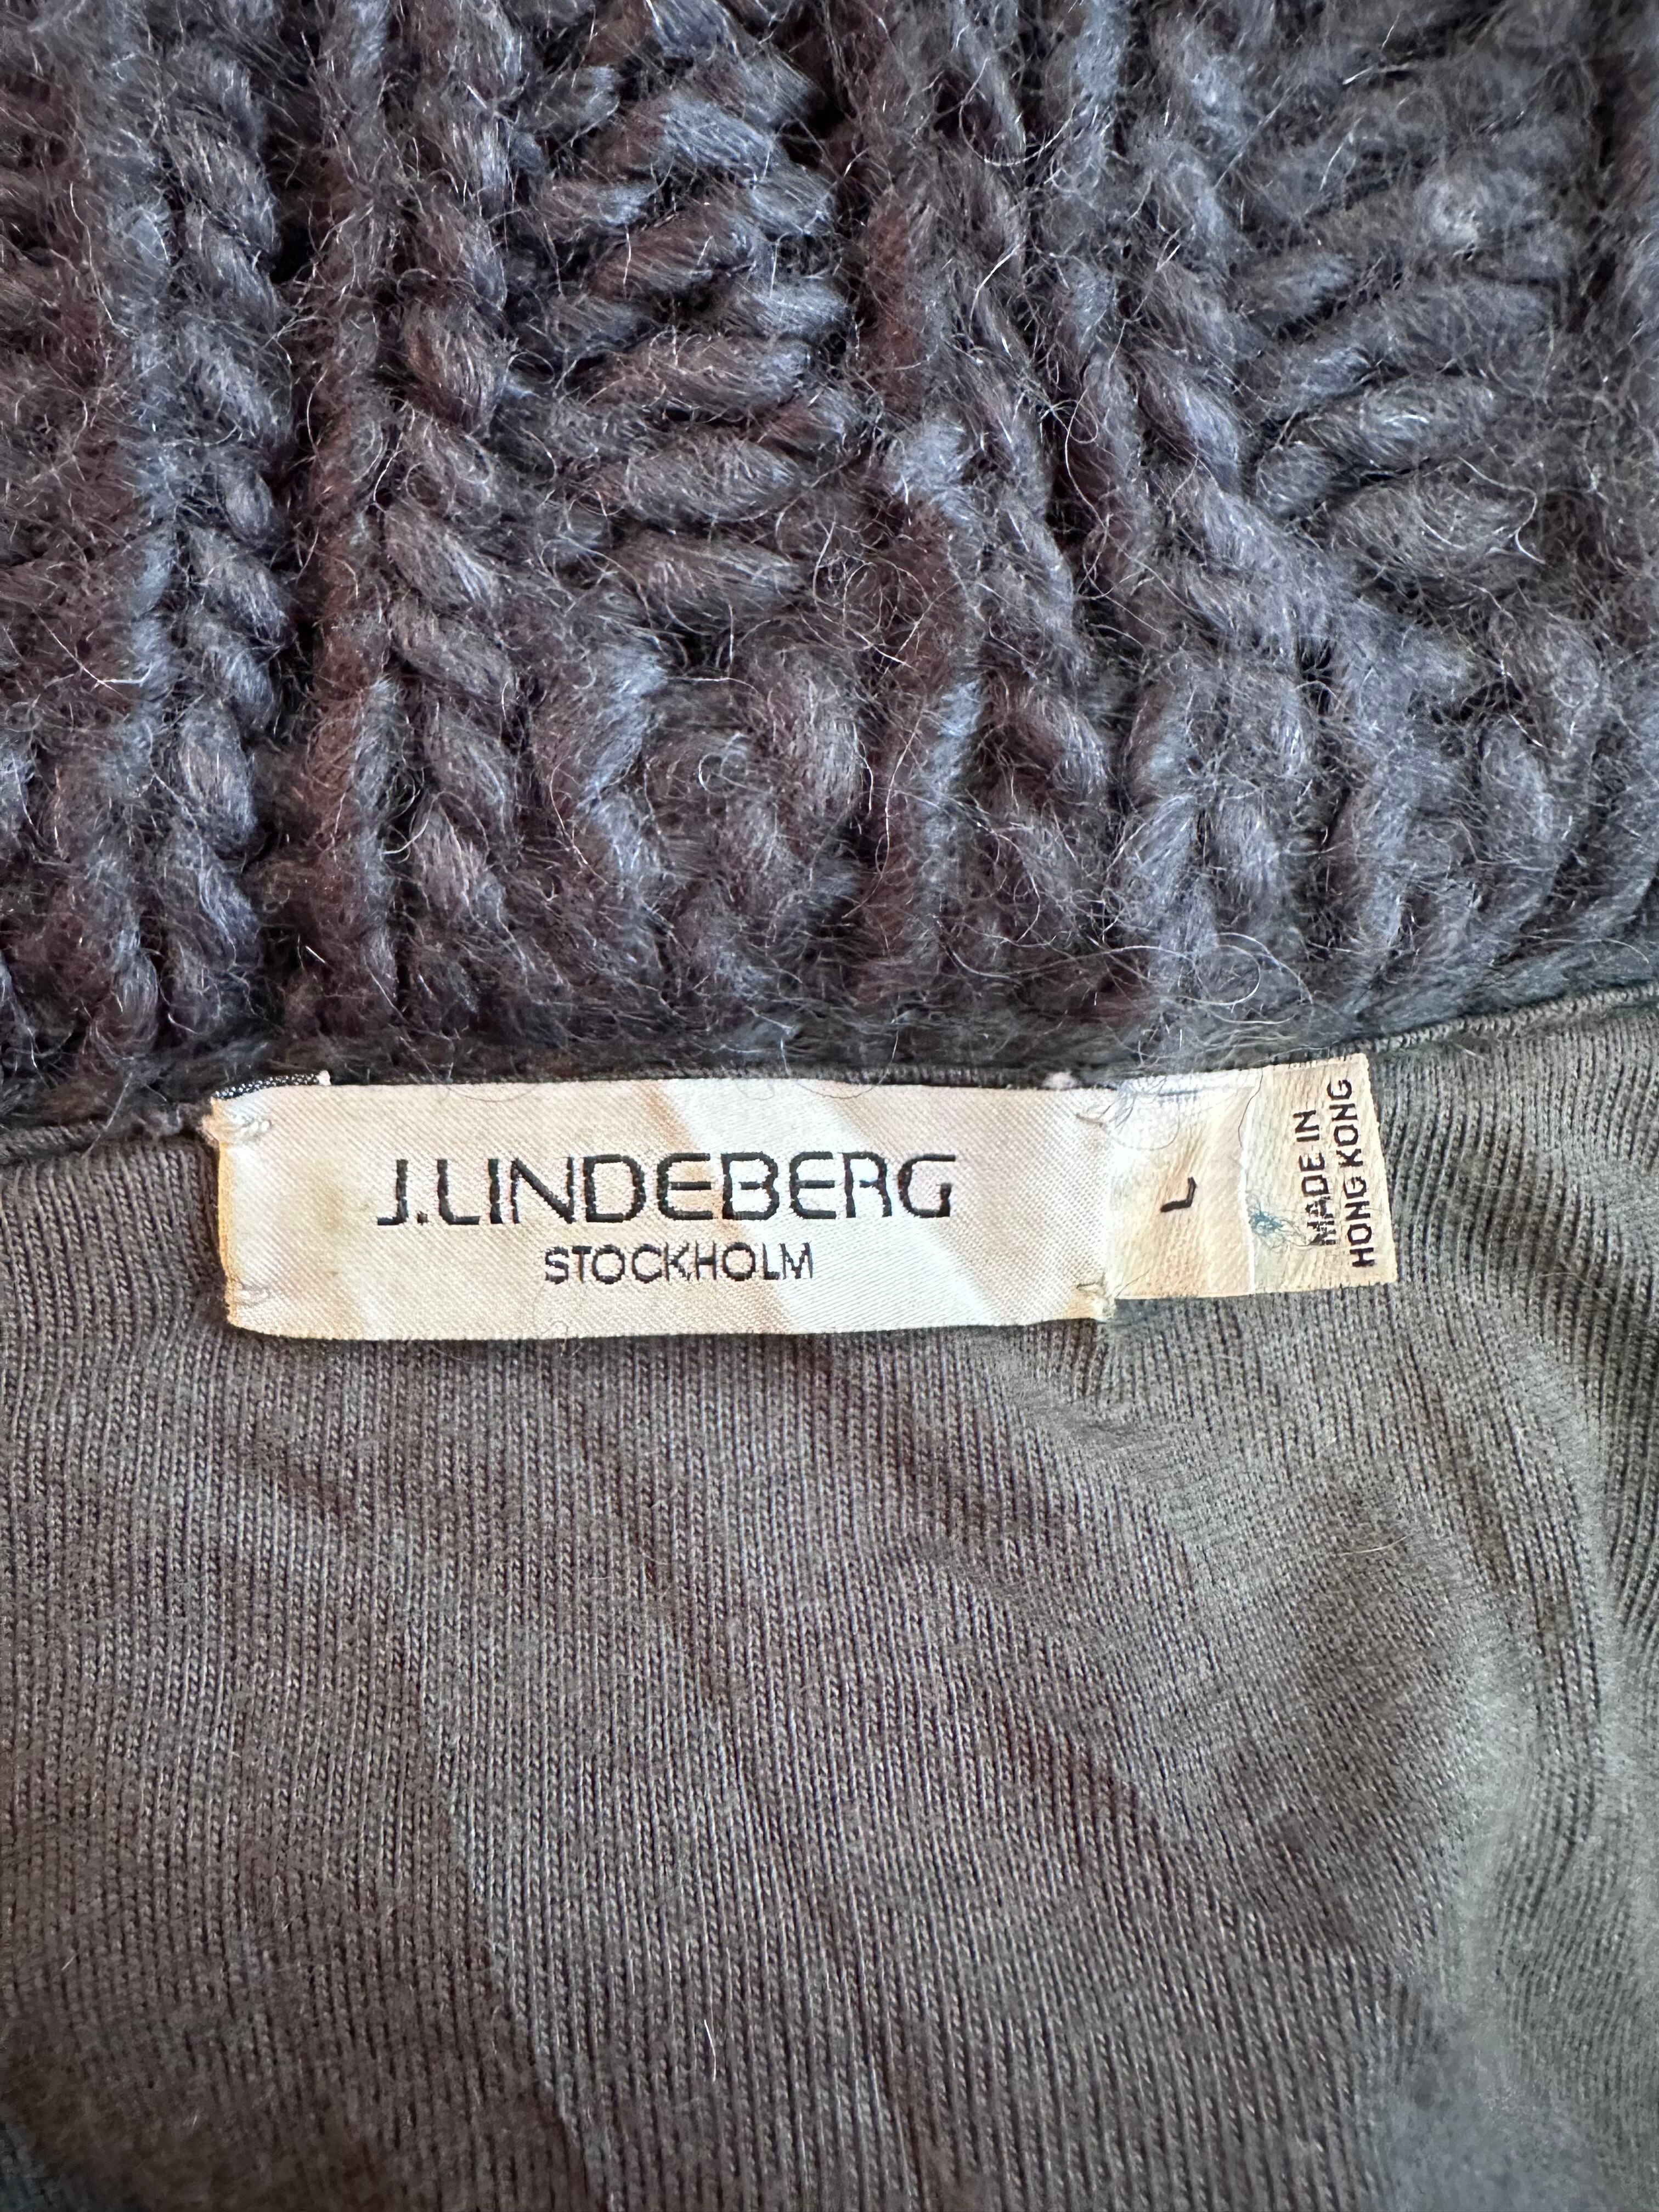 J.LINDEBERG
STOCKHOLM
L
MADE IN
HONG KONG